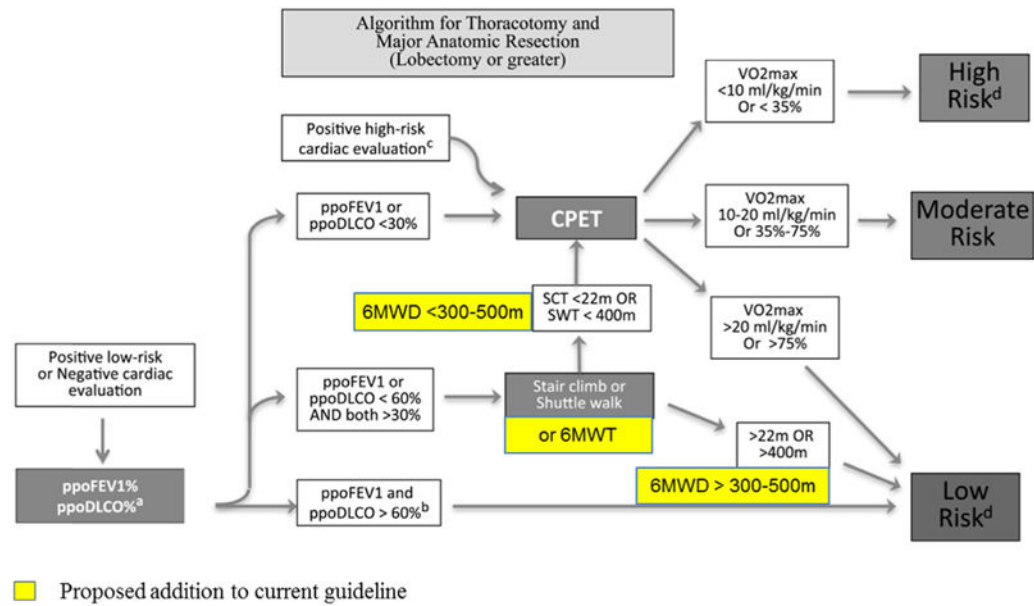 Algorithm for Thoracotomy and
Major Anatomic Resection
(Lobectomy or greater)
VO2max
<10 ml/kg/min
Or < 35%
High
Riskᵈ
Positive high-risk
cardiac evaluationᶜ
ppoFEV1 or
ppoDLCO <30%
CPET
VO2max
10-20 ml/kg/min
Or 35%-75%
Moderate
Risk
6MWD <300-500m
SCT <22m OR
SWT < 400m
VO2max
>20 ml/kg/min
Or >75%
Positive low-risk
or Negative cardiac
evaluation
ppoFEV1 or
ppoDLCO < 60%
AND both >30%
Stair climb or
Shuttle walk
or 6MWT
>22m OR
>400m
6MWD > 300-500m
ppoFEV1%
ppoDLCO%ᵃ
ppoFEV1 and
ppoDLCO > 60%ᵇ
Low
Riskᵈ
Proposed addition to current guideline